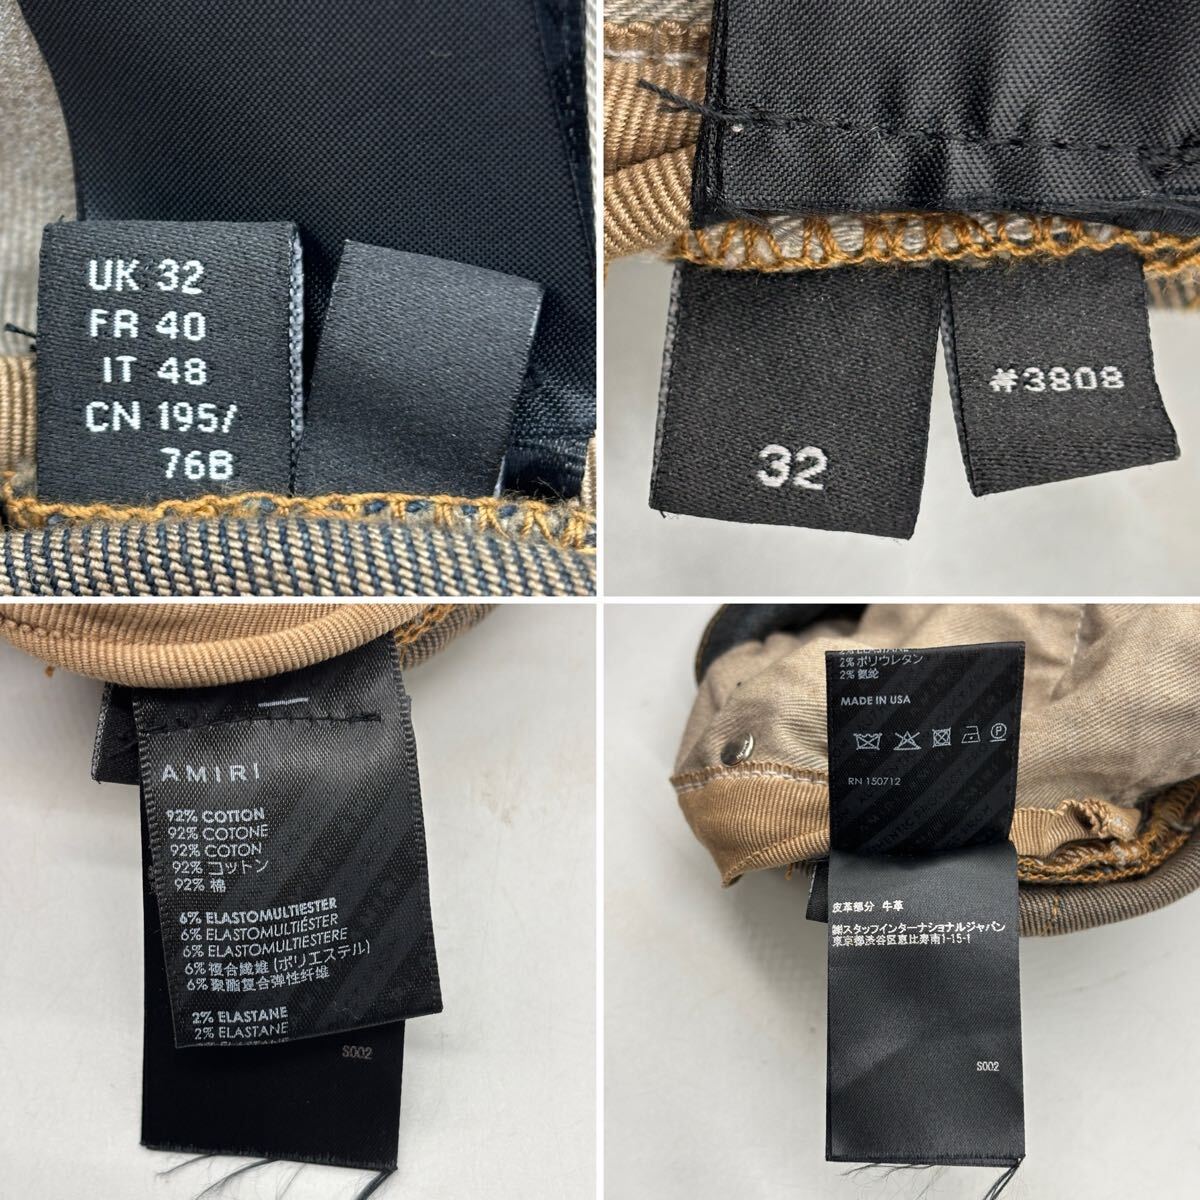 UK 32
FR 40
IT 48
CN 195/
76B
32
#3808
AMIRI
92% COTTON
92% COTONE
92% COTON
92% コットン
92% 棉
6% ELASTOMULTIESTER
6% ELASTOMULTIÉSTER
6% ELASTOMULTIESTERE
6% 複合繊維 (ポリエステル)
6% 聚酯复合弹性纤维
2% ELASTANE
2% ELASTANE
2% ELASTANE
S002
2% ELASTANE
2% ポリウレタン
2% 氨纶
MADE IN USA
RN 150712
皮革部分 牛革
㈱スタッフインターナショナルジャパン
東京都渋谷区恵比寿南1-15-1
S002